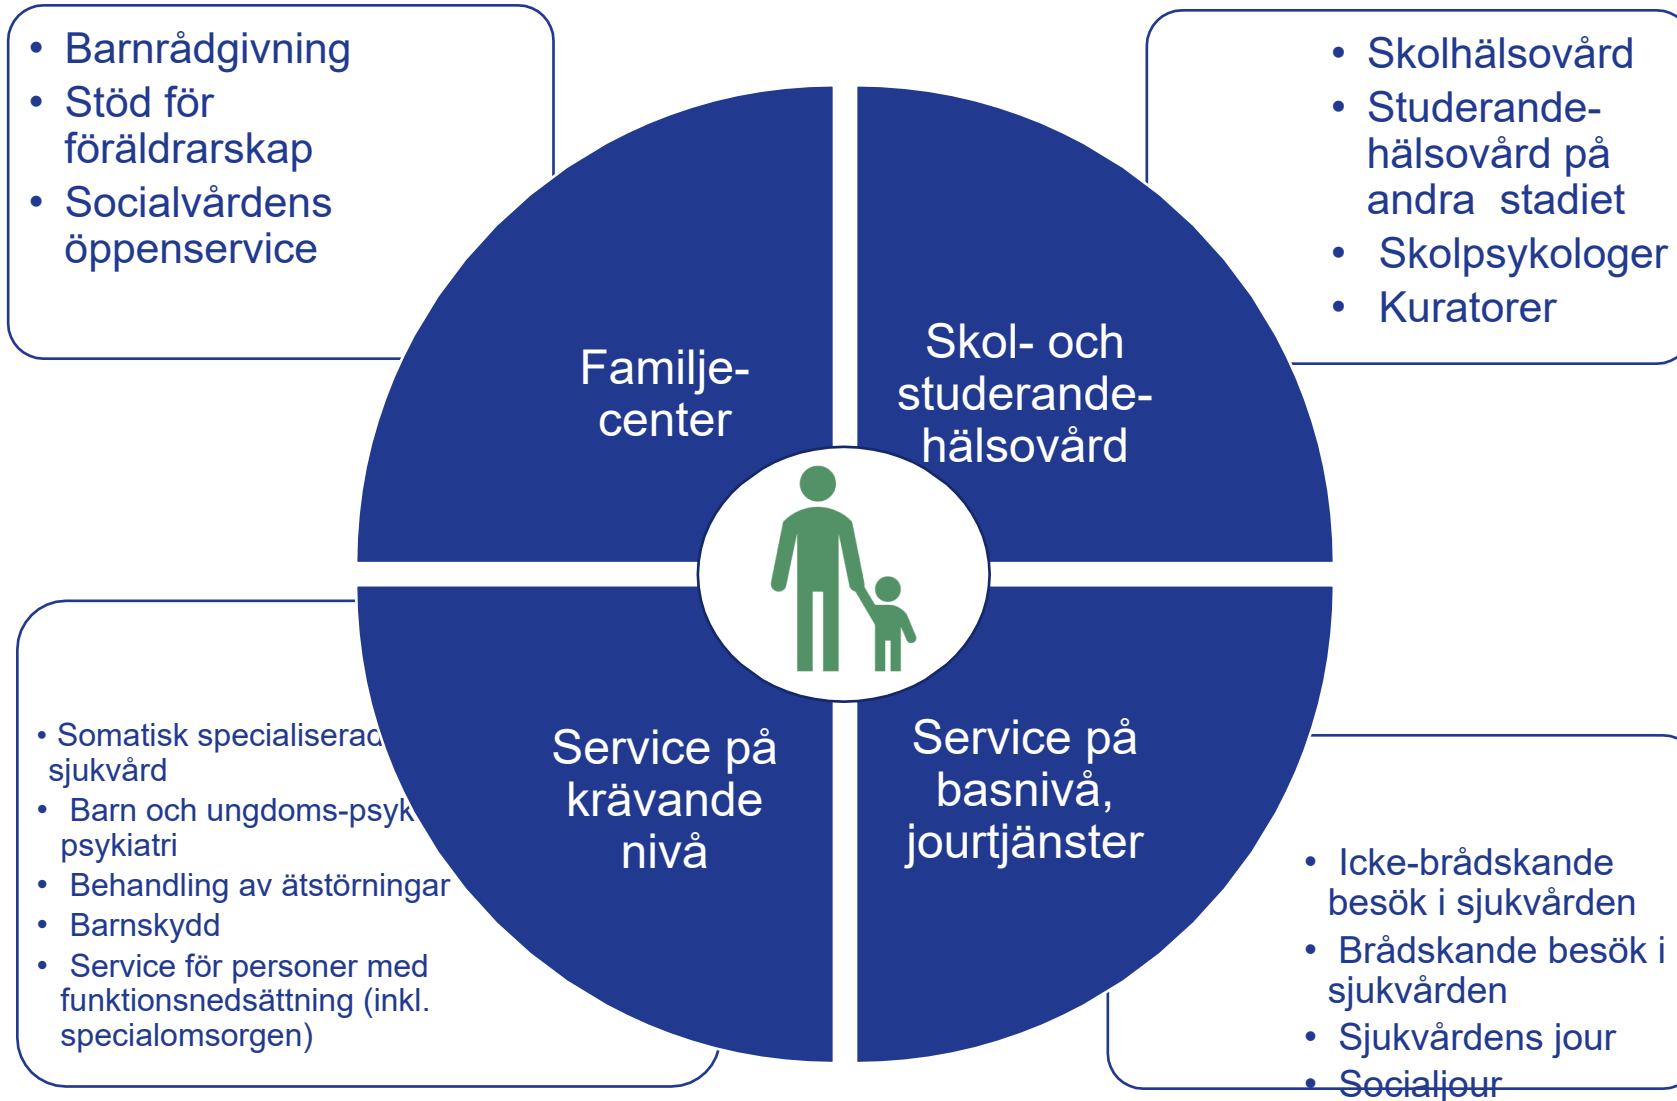 • Barnrådgivning
• Stöd för
föräldrarskap
• Socialvårdens
öppenservice
• Skolhälsovård
• Studerande-
hälsovård på
andra stadiet
• Skolpsykologer
• Kuratorer
Familje-
center
Skol- och
studerande-
hälsovård
Service på
krävande
nivå
Service på
basnivå,
jourtjänster
• Somatisk specialiserad
sjukvård
• Barn och ungdoms-psyk
psykiatri
• Behandling av ätstörningar
• Barnskydd
• Service för personer med
funktionsnedsättning (inkl.
specialomsorgen)
• Icke-brådskande
besök i sjukvården
• Brådskande besök i
sjukvården
• Sjukvårdens jour
• Socialjour